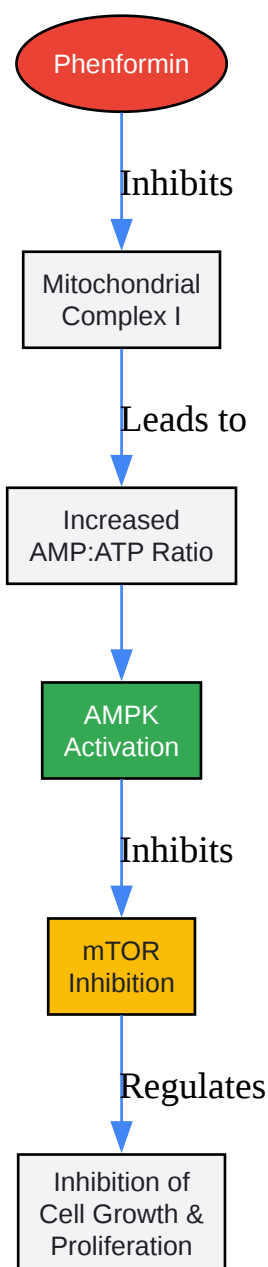 Phenformin
Inhibits
Mitochondrial
Complex I
Leads to
Increased
AMP:ATP Ratio
AMPK
Activation
Inhibits
mTOR
Inhibition
Regulates
Inhibition of
Cell Growth &
Proliferation